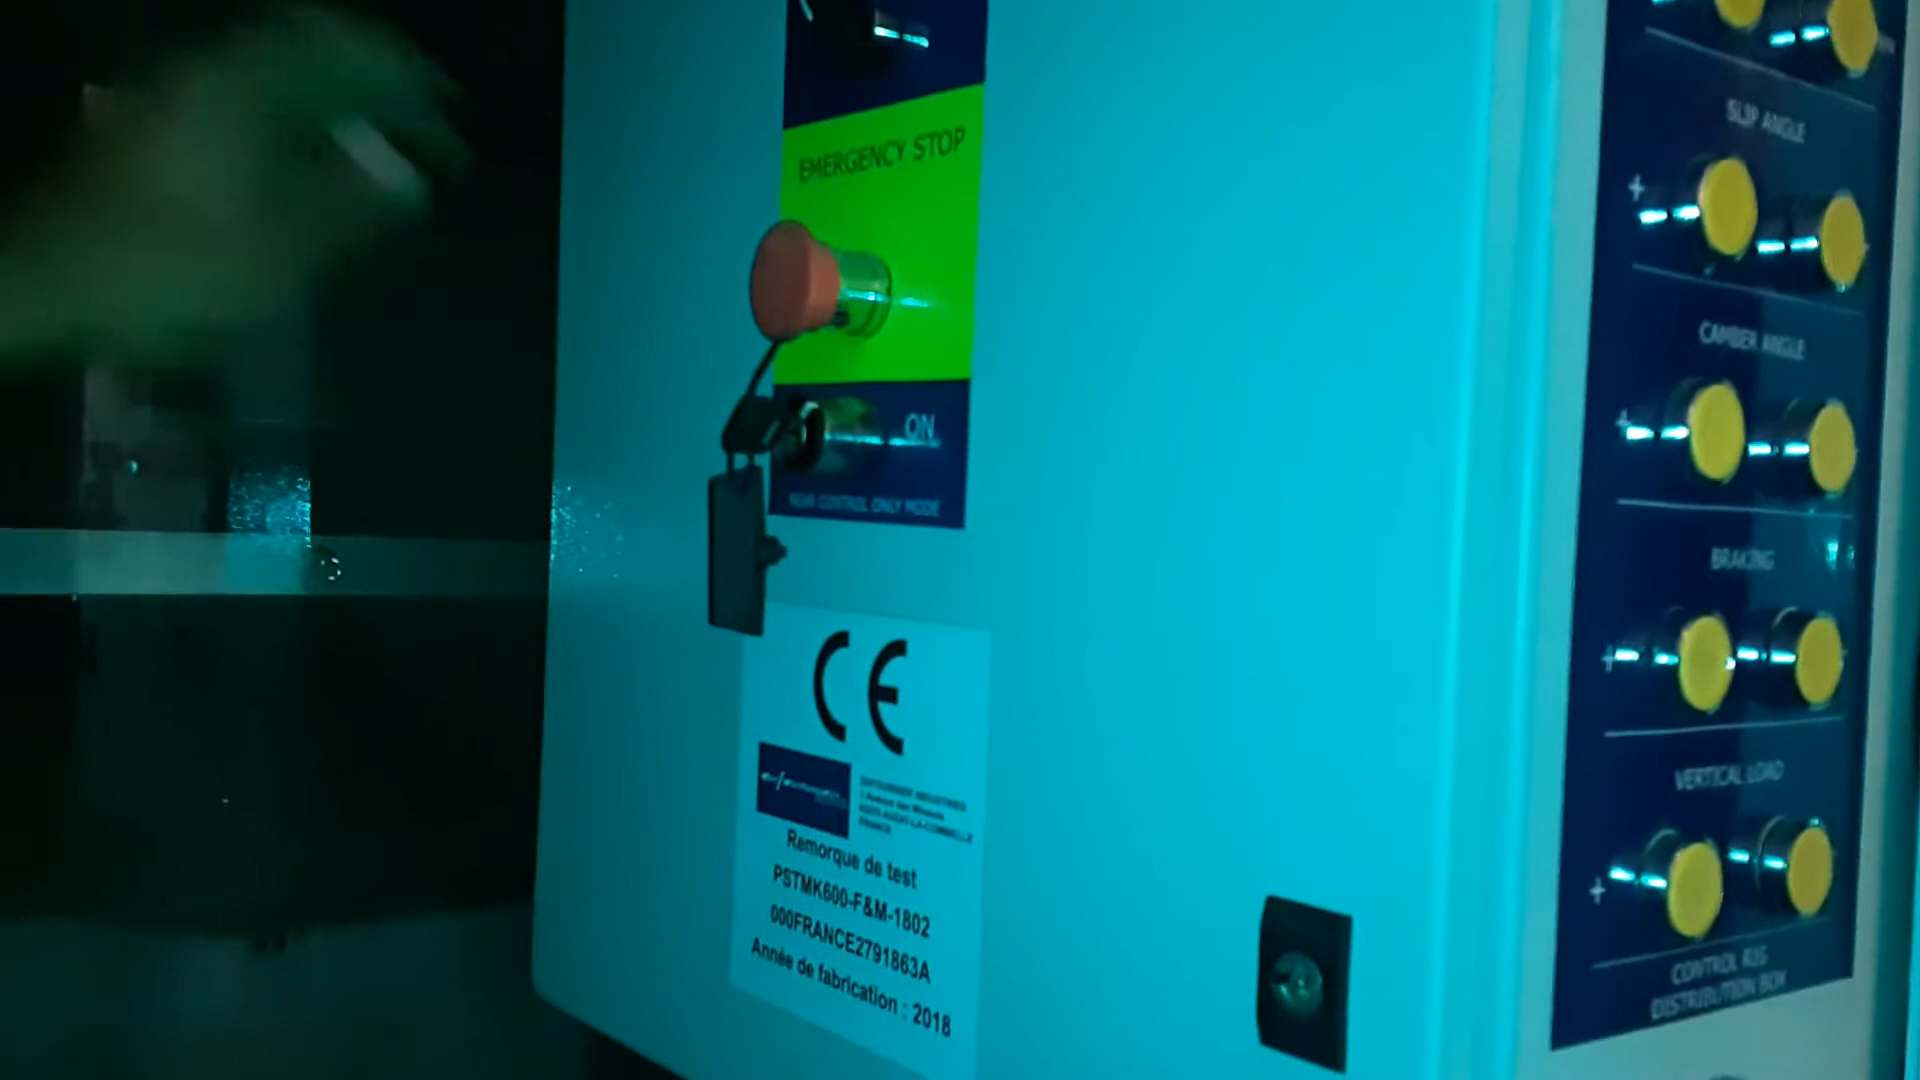 EMERGENCY STOP
ON
REAR CONTROL ONLY MODE
CE
FRANCE
Remorque de test
PSTMK600-F&M-1802
000FRANCE2791863A
Année de fabrication : 2018
SLIP ANGLE
+
CAMBER ANGLE
+
BRAKING
+
VERTICAL LOAD
+
CONTROL RIG
DISTRIBUTION BOX